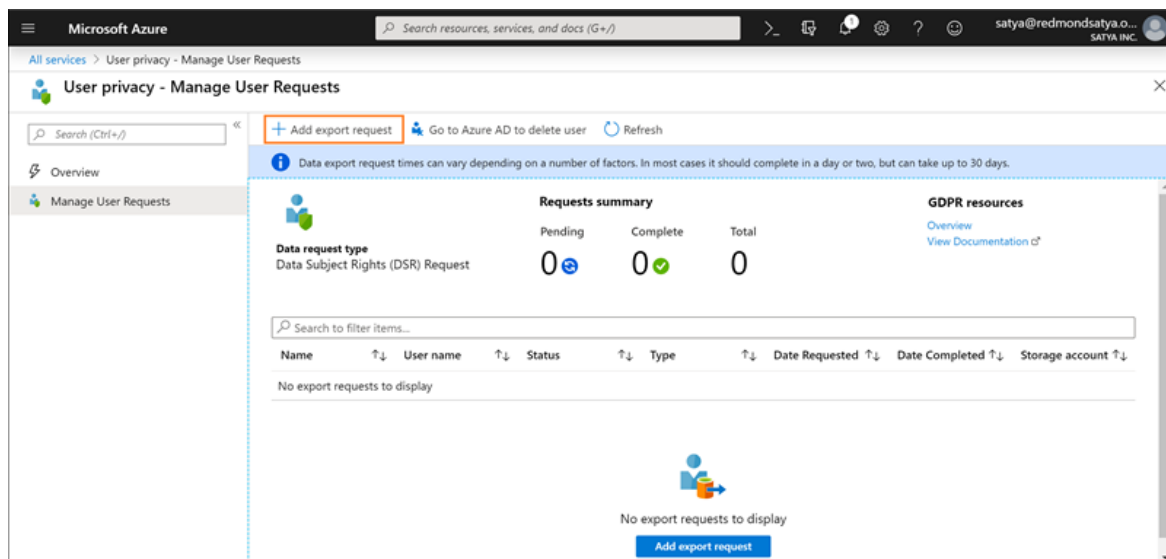 Microsoft Azure
Search resources, services, and docs (G+/)
satya@redmondsatya.o...
SATYA INC.
All services > User privacy - Manage User Requests
User privacy - Manage User Requests
Search (Ctrl+/)
Overview
Manage User Requests
Add export request
Go to Azure AD to delete user
Refresh
Data export request times can vary depending on a number of factors. In most cases it should complete in a day or two, but can take up to 30 days.
Data request type
Data Subject Rights (DSR) Request
Requests summary
Pending Complete Total
0 0 0
GDPR resources
Overview
View Documentation
Search to filter items...
Name User name Status Type Date Requested Date Completed Storage account
No export requests to display
No export requests to display
Add export request